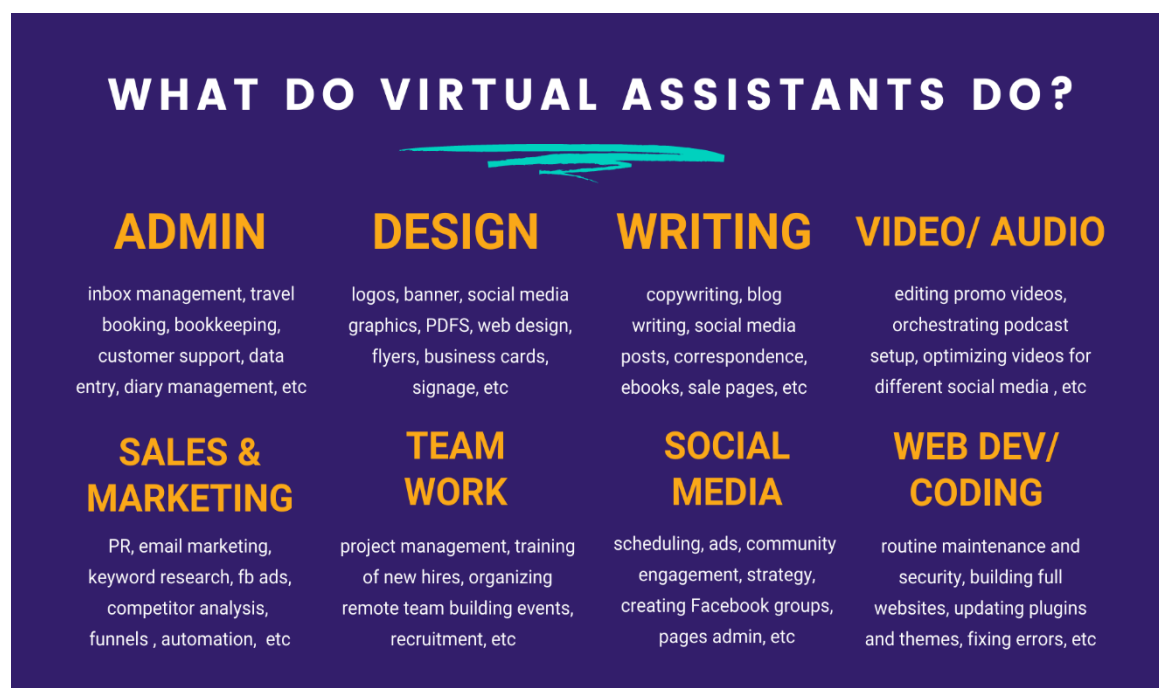 WHAT DO VIRTUAL ASSISTANTS DO?
ADMIN
inbox management, travel
booking, bookkeeping,
customer support, data
entry, diary management, etc
DESIGN
logos, banner, social media
graphics, PDFS, web design,
flyers, business cards,
signage, etc
WRITING
copywriting, blog
writing, social media
posts, correspondence,
ebooks, sale pages, etc
VIDEO/ AUDIO
editing promo videos,
orchestrating podcast
setup, optimizing videos for
different social media , etc
SALES &
MARKETING
PR, email marketing,
keyword research, fb ads,
competitor analysis,
funnels , automation, etc
TEAM
WORK
project management, training
of new hires, organizing
remote team building events,
recruitment, etc
SOCIAL
MEDIA
scheduling, ads, community
engagement, strategy,
creating Facebook groups,
pages admin, etc
WEB DEV/
CODING
routine maintenance and
security, building full
websites, updating plugins
and themes, fixing errors, etc